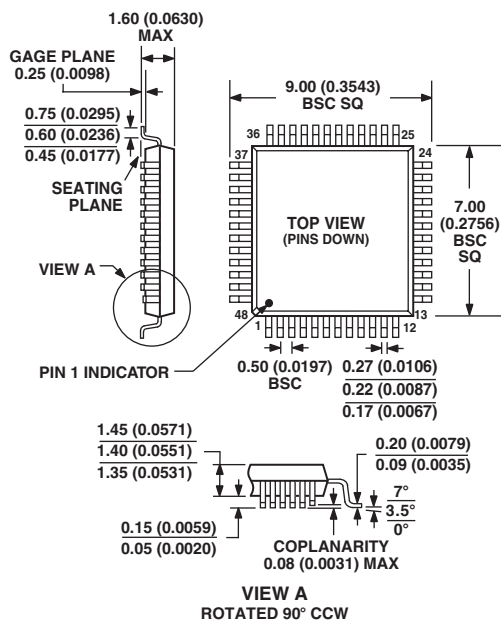 1.60 (0.0630)
MAX
GAGE PLANE
0.25 (0.0098)
9.00 (0.3543)
BSC SQ
0.75 (0.0295)
0.60 (0.0236)
0.45 (0.0177)
36
25
37
24
SEATING
PLANE
TOP VIEW
(PINS DOWN)
7.00
(0.2756)
BSC
SQ
VIEW A
48
13
1
12
PIN 1 INDICATOR
0.50 (0.0197)
BSC
0.27 (0.0106)
0.22 (0.0087)
0.17 (0.0067)
1.45 (0.0571)
1.40 (0.0551)
1.35 (0.0531)
0.20 (0.0079)
0.09 (0.0035)
7°
3.5°
0°
0.15 (0.0059)
0.05 (0.0020)
COPLANARITY
0.08 (0.0031) MAX
VIEW A
ROTATED 90° CCW